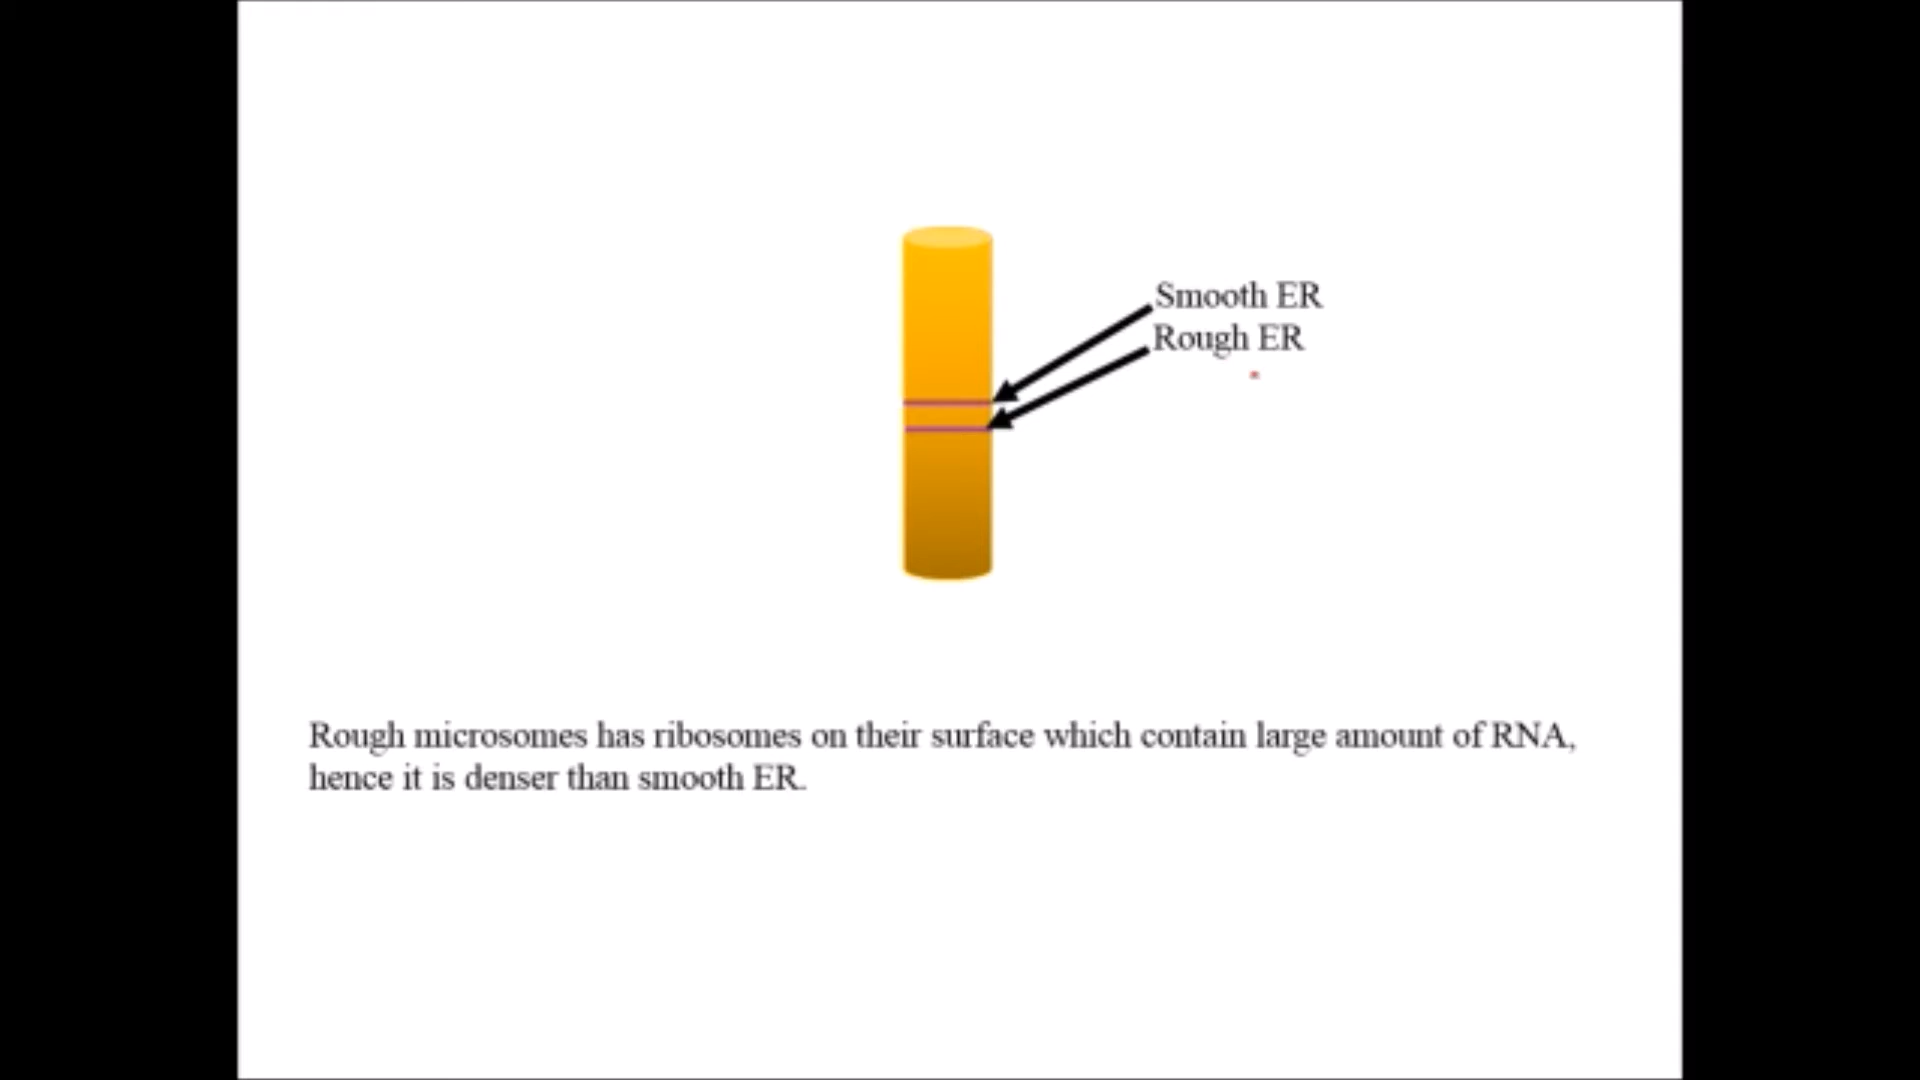 Smooth ER
Rough ER
Rough microsomes has ribosomes on their surface which contain large amount of RNA,
hence it is denser than smooth ER.